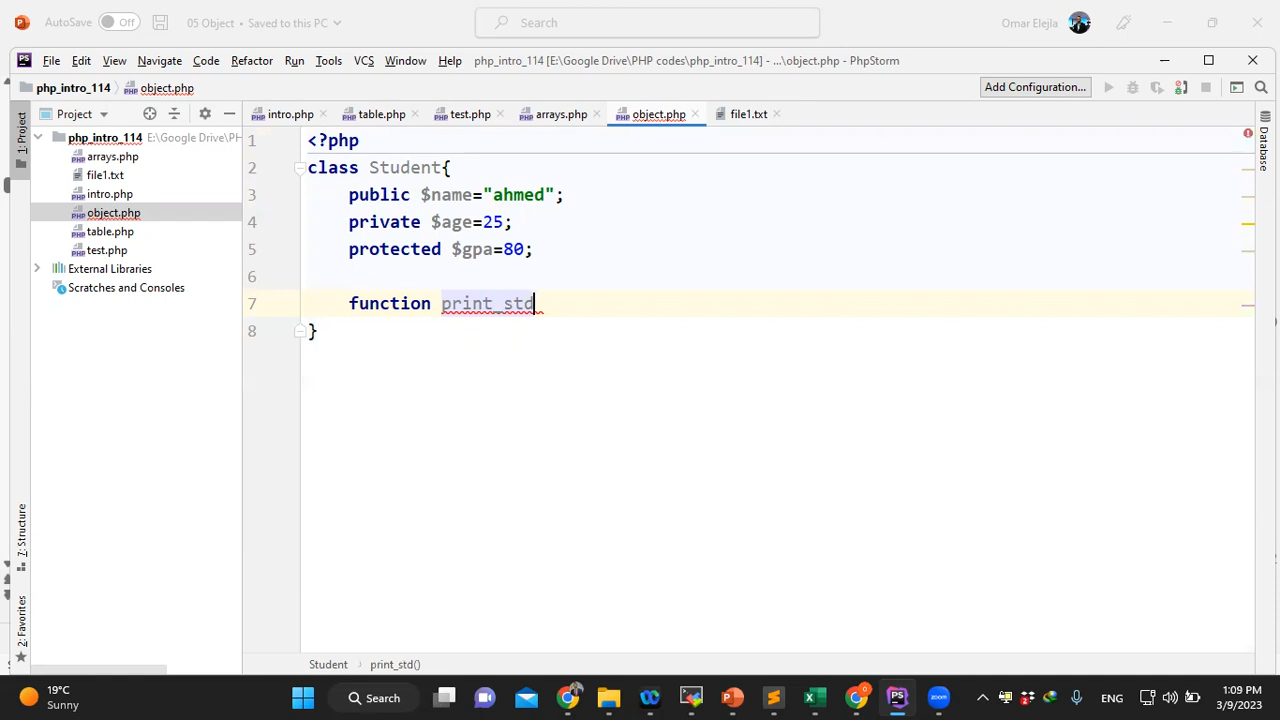 AutoSave Off 05 Object • Saved to this PC Search Omar Elejla
PS File Edit View Navigate Code Refactor Run Tools VCS Window Help php_intro_114 [E:\Google Drive\PHP codes\php_intro_114] - ...\object.php - PhpStorm
php_intro_114 object.php Add Configuration...
Project intro.php table.php test.php arrays.php object.php file1.txt
1: Project
Database
php_intro_114 E:\Google Drive\PH
arrays.php
file1.txt
intro.php
object.php
table.php
test.php
External Libraries
Scratches and Consoles
1 <?php
2 class Student{
3 public $name="ahmed";
4 private $age=25;
5 protected $gpa=80;
6
7 function print_std
8 }
7: Structure
2: Favorites
Student print_std()
19°C
Sunny
Search
ENG
1:09 PM
3/9/2023